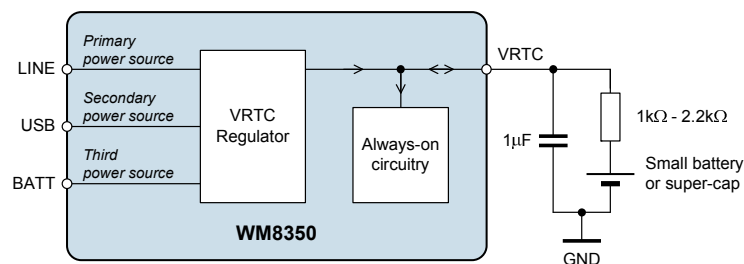 Primary
power source
LINE
VRTC
Secondary
power source
USB
VRTC
Regulator
Always-on
circuitry
1µF
1kΩ - 2.2kΩ
Third
power source
BATT
Small battery
or super-cap
WM8350
GND